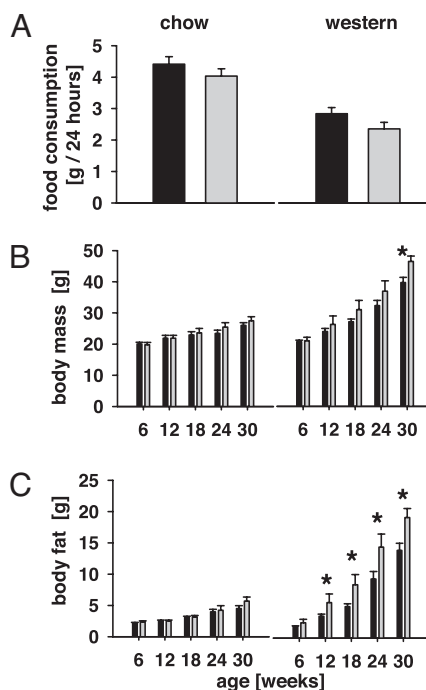 A
chow western
food consumption
[g / 24 hours]
5
4
3
2
1
0
B
body mass [g]
50
40
30
20
10
0
*
6 12 18 24 30 6 12 18 24 30
C
body fat [g]
25
20
15
10
5
0
* * * *
6 12 18 24 30 6 12 18 24 30
age [weeks]